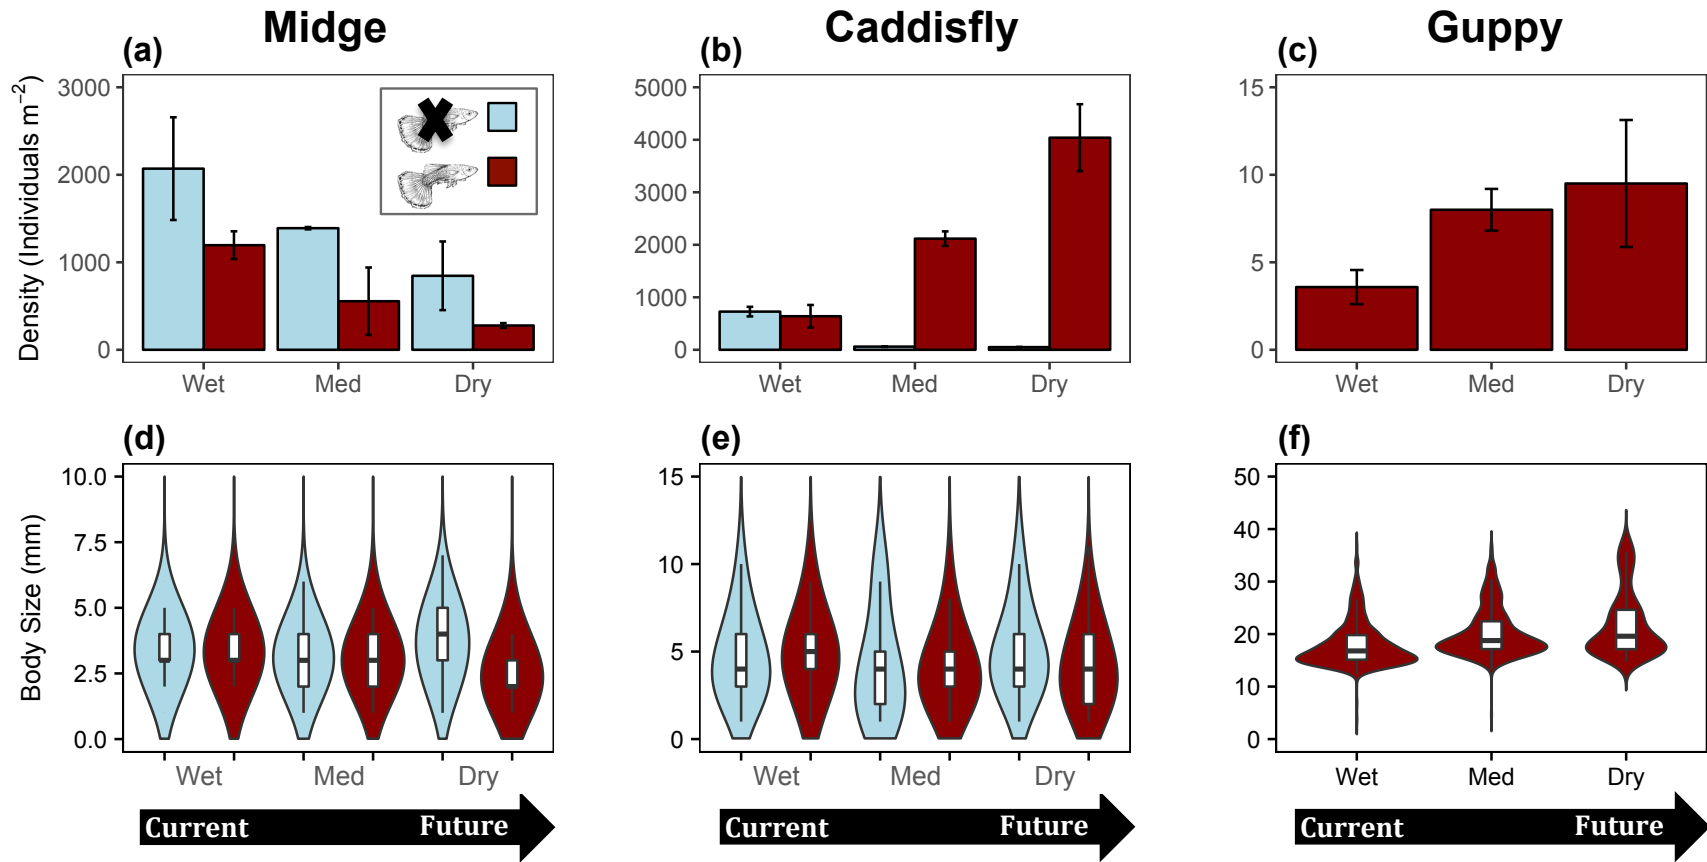 Midge
Caddisfly
Guppy
(a)
(b)
(c)
Density (Individuals m⁻²)
3000
2000
1000
0
5000
4000
3000
2000
1000
0
15
10
5
0
Wet Med Dry
Wet Med Dry
Wet Med Dry
(d)
(e)
(f)
Body Size (mm)
10.0
7.5
5.0
2.5
0.0
15
10
5
0
50
40
30
20
10
0
Wet Med Dry
Wet Med Dry
Wet Med Dry
Current Future
Current Future
Current Future